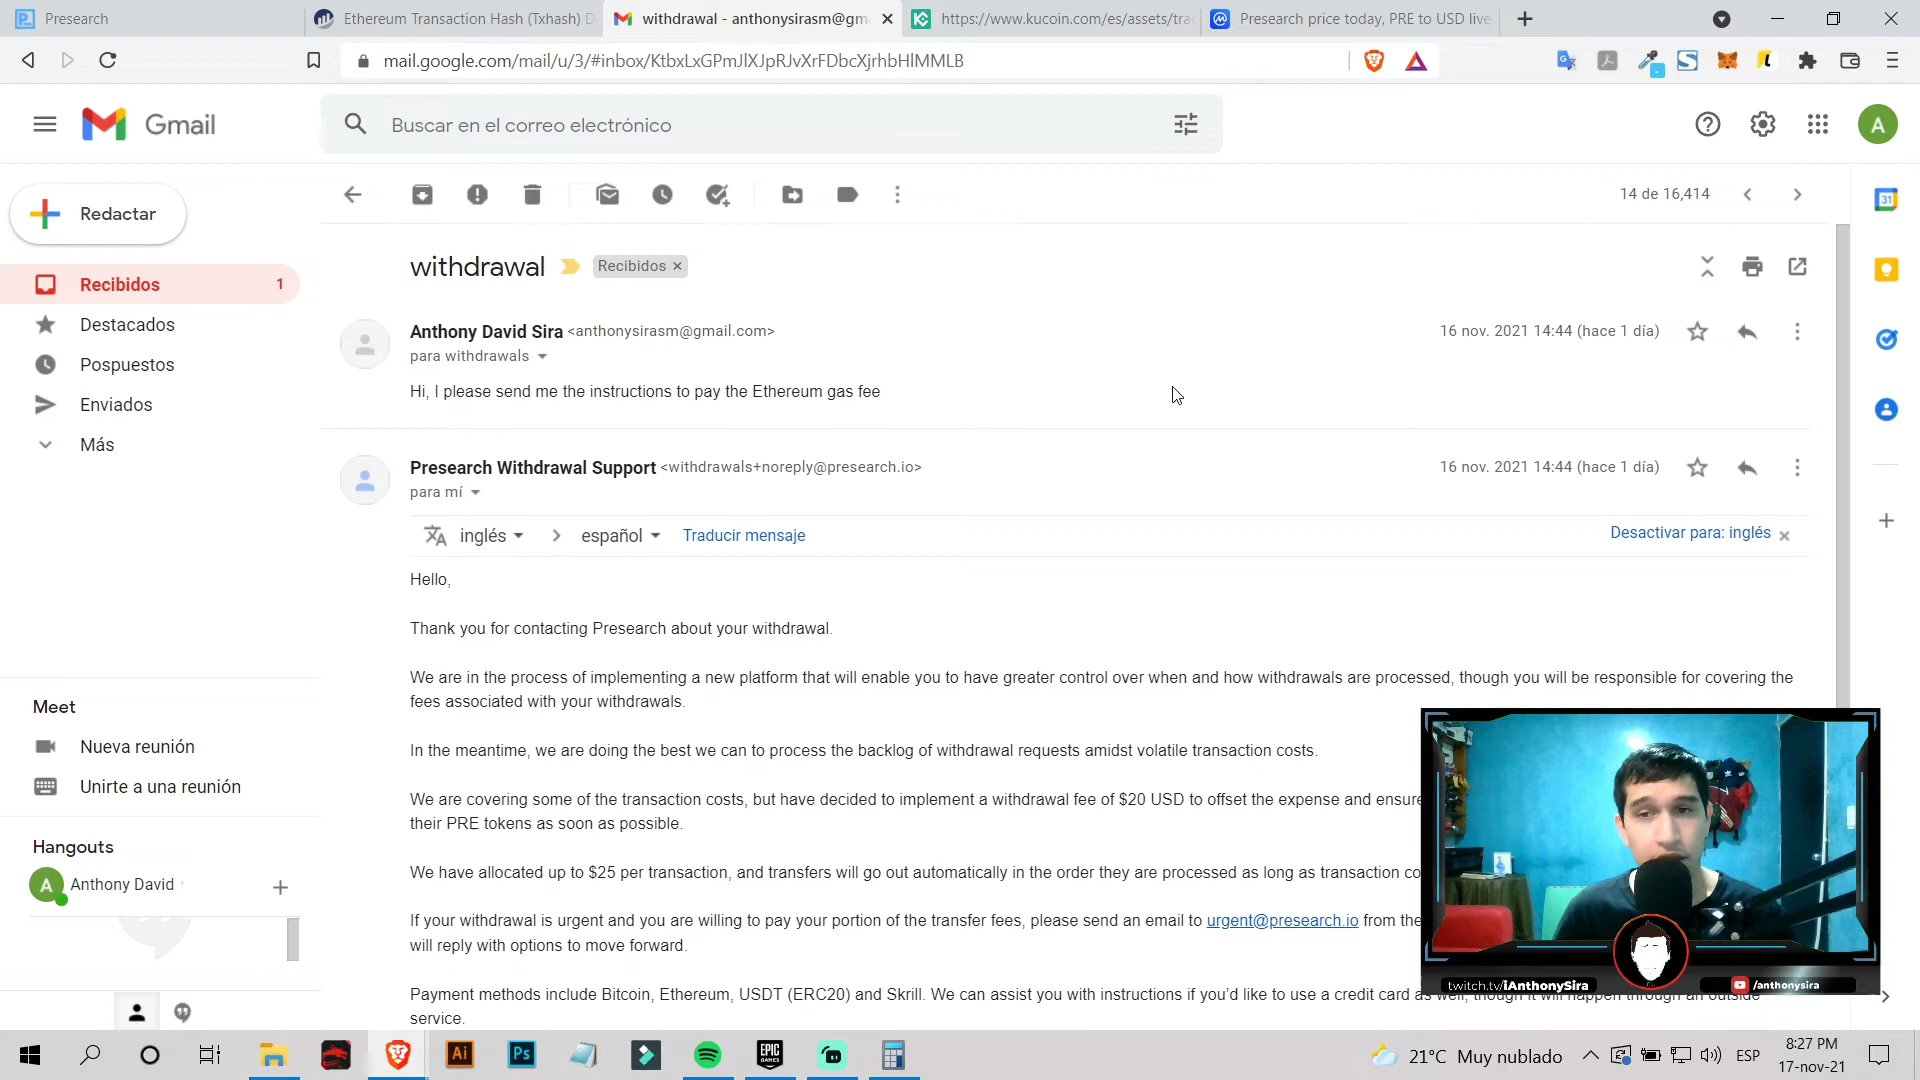 Presearch
Ethereum Transaction Hash (Txhash) D
withdrawal - anthonysirasm@gm
https://www.kucoin.com/es/assets/tra
Presearch price today, PRE to USD live,
mail.google.com/mail/u/3/#inbox/KtbxLxGPmJlXJpRJvXrFDbcXjrhbHlMMLB
Gmail
Buscar en el correo electrónico
A
Redactar
14 de 16,414
31
Recibidos
1
Destacados
Pospuestos
Enviados
Más
withdrawal
Recibidos ×
Anthony David Sira <anthonysirasm@gmail.com>
16 nov. 2021 14:44 (hace 1 día)
para withdrawals
Hi, I please send me the instructions to pay the Ethereum gas fee
Presearch Withdrawal Support <withdrawals+noreply@presearch.io>
16 nov. 2021 14:44 (hace 1 día)
para mí
inglés > español Traducir mensaje
Desactivar para: inglés ×
Hello,
Thank you for contacting Presearch about your withdrawal.
We are in the process of implementing a new platform that will enable you to have greater control over when and how withdrawals are processed, though you will be responsible for covering the
fees associated with your withdrawals.
In the meantime, we are doing the best we can to process the backlog of withdrawal requests amidst volatile transaction costs.
We are covering some of the transaction costs, but have decided to implement a withdrawal fee of $20 USD to offset the expense and ensure
their PRE tokens as soon as possible.
We have allocated up to $25 per transaction, and transfers will go out automatically in the order they are processed as long as transaction co
If your withdrawal is urgent and you are willing to pay your portion of the transfer fees, please send an email to urgent@presearch.io from the
will reply with options to move forward.
Payment methods include Bitcoin, Ethereum, USDT (ERC20) and Skrill. We can assist you with instructions if you'd like to use a credit card as well, though it will happen through an outside
service.
Meet
Nueva reunión
Unirte a una reunión
Hangouts
A
Anthony David
twitch.tv/iAnthonySira
/anthonysira
Ai
Ps
EPIC
GAMES
21°C Muy nublado
ESP
8:27 PM
17-nov-21